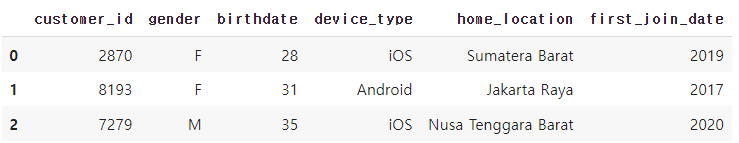 customer_id gender birthdate device_type home_location first_join_date
0 2870 F 28 iOS Sumatera Barat 2019
1 8193 F 31 Android Jakarta Raya 2017
2 7279 M 35 iOS Nusa Tenggara Barat 2020